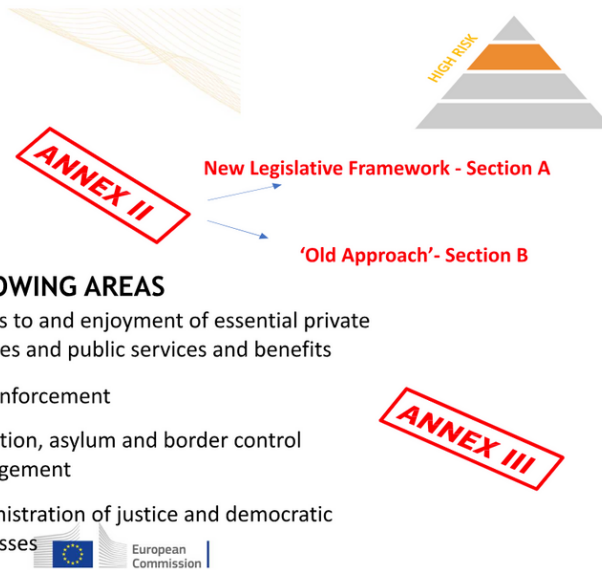 HIGH RISK
ANNEX II
New Legislative Framework - Section A
‘Old Approach’- Section B
OWING AREAS
s to and enjoyment of essential private
es and public services and benefits
nforcement
tion, asylum and border control
gement
nistration of justice and democratic
sses
ANNEX III
European
Commission